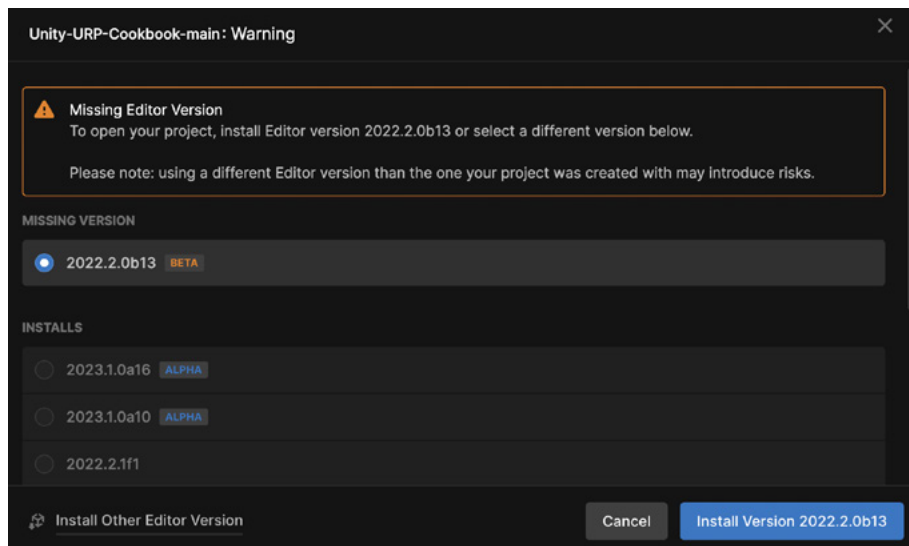 Unity-URP-Cookbook-main: Warning
Missing Editor Version
To open your project, install Editor version 2022.2.0b13 or select a different version below.
Please note: using a different Editor version than the one your project was created with may introduce risks.
MISSING VERSION
2022.2.0b13 BETA
INSTALLS
2023.1.0a16 ALPHA
2023.1.0a10 ALPHA
2022.2.1f1
Install Other Editor Version Cancel Install Version 2022.2.0b13